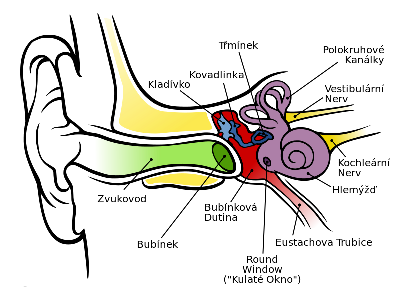 Třmínek
Polokruhové
Kanálky
Kovadlinka
Kladívko
Vestibulární
Nerv
Kochleární
Nerv
Hlemýžď
Zvukovod
Bubínková
Dutina
Bubínek
Eustachova Trubice
Round
Window
("Kulaté Okno")